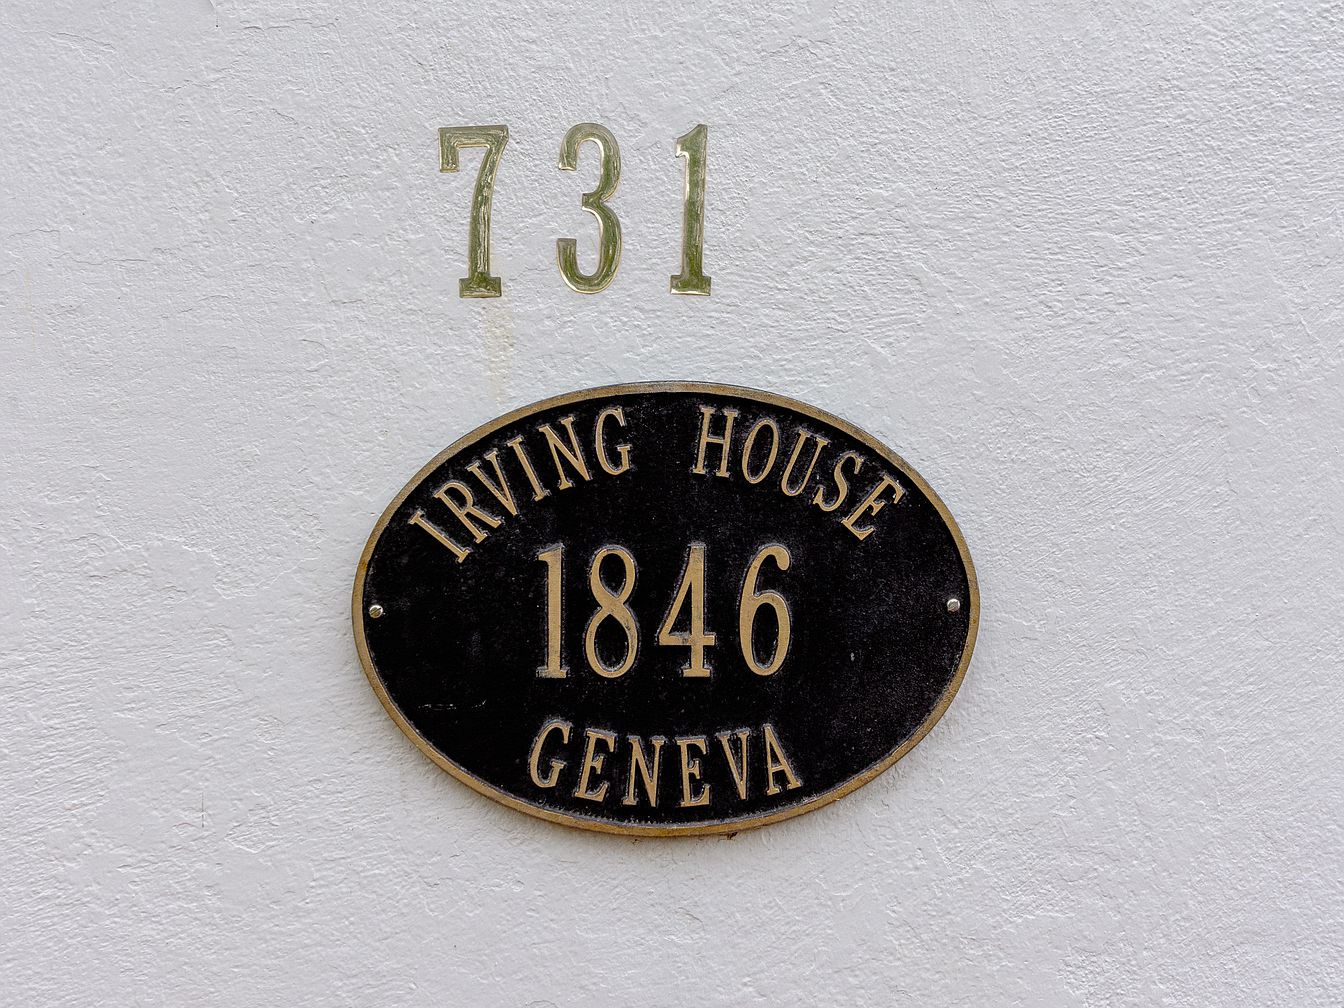 731
IRVING HOUSE
1846
GENEVA